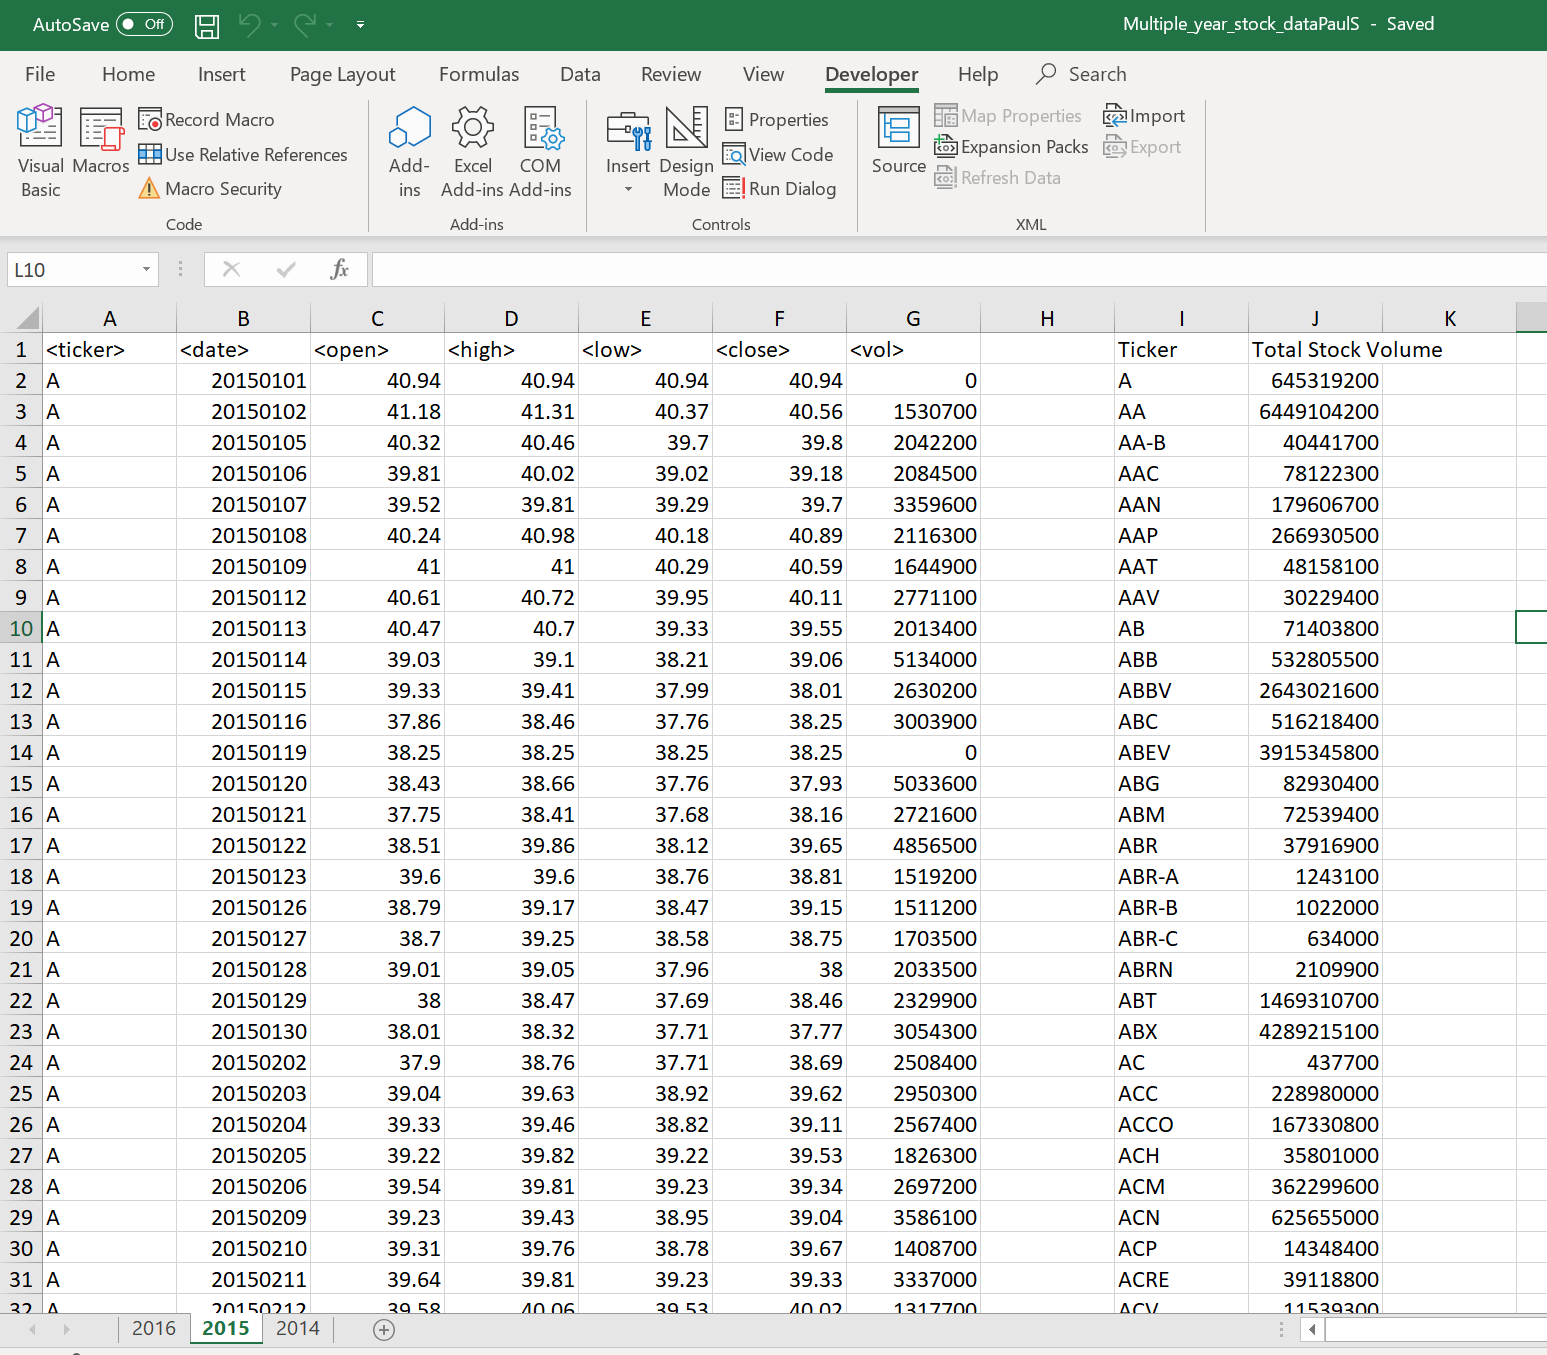 AutoSave Off Multiple_year_stock_dataPaulS - Saved
File Home Insert Page Layout Formulas Data Review View Developer Help Search
Visual Basic Macros Record Macro Use Relative References Macro Security
Add-ins Excel Add-ins COM Add-ins
Insert Design Mode Properties View Code Run Dialog
Source Map Properties Expansion Packs Refresh Data Import Export
Code Add-ins Controls XML
L10 fx
A B C D E F G H I J K
1 <ticker> <date> <open> <high> <low> <close> <vol> Ticker Total Stock Volume
2 A 20150101 40.94 40.94 40.94 40.94 0 A 645319200
3 A 20150102 41.18 41.31 40.37 40.56 1530700 AA 6449104200
4 A 20150105 40.32 40.46 39.7 39.8 2042200 AA-B 40441700
5 A 20150106 39.81 40.02 39.02 39.18 2084500 AAC 78122300
6 A 20150107 39.52 39.81 39.29 39.7 3359600 AAN 179606700
7 A 20150108 40.24 40.98 40.18 40.89 2116300 AAP 266930500
8 A 20150109 41 41 40.29 40.59 1644900 AAT 48158100
9 A 20150112 40.61 40.72 39.95 40.11 2771100 AAV 30229400
10 A 20150113 40.47 40.7 39.33 39.55 2013400 AB 71403800
11 A 20150114 39.03 39.1 38.21 39.06 5134000 ABB 532805500
12 A 20150115 39.33 39.41 37.99 38.01 2630200 ABBV 2643021600
13 A 20150116 37.86 38.46 37.76 38.25 3003900 ABC 516218400
14 A 20150119 38.25 38.25 38.25 38.25 0 ABEV 3915345800
15 A 20150120 38.43 38.66 37.76 37.93 5033600 ABG 82930400
16 A 20150121 37.75 38.41 37.68 38.16 2721600 ABM 72539400
17 A 20150122 38.51 39.86 38.12 39.65 4856500 ABR 37916900
18 A 20150123 39.6 39.6 38.76 38.81 1519200 ABR-A 1243100
19 A 20150126 38.79 39.17 38.47 39.15 1511200 ABR-B 1022000
20 A 20150127 38.7 39.25 38.58 38.75 1703500 ABR-C 634000
21 A 20150128 39.01 39.05 37.96 38 2033500 ABRN 2109900
22 A 20150129 38 38.47 37.69 38.46 2329900 ABT 1469310700
23 A 20150130 38.01 38.32 37.71 37.77 3054300 ABX 4289215100
24 A 20150202 37.9 38.76 37.71 38.69 2508400 AC 437700
25 A 20150203 39.04 39.63 38.92 39.62 2950300 ACC 228980000
26 A 20150204 39.33 39.46 38.82 39.11 2567400 ACCO 167330800
27 A 20150205 39.22 39.82 39.22 39.53 1826300 ACH 35801000
28 A 20150206 39.54 39.81 39.23 39.34 2697200 ACM 362299600
29 A 20150209 39.23 39.43 38.95 39.04 3586100 ACN 625655000
30 A 20150210 39.31 39.76 38.78 39.67 1408700 ACP 14348400
31 A 20150211 39.64 39.81 39.23 39.33 3337000 ACRE 39118800
32 A 20150212 39.58 40.06 39.53 40.02 1317700 ACV 11539300
2016 2015 2014